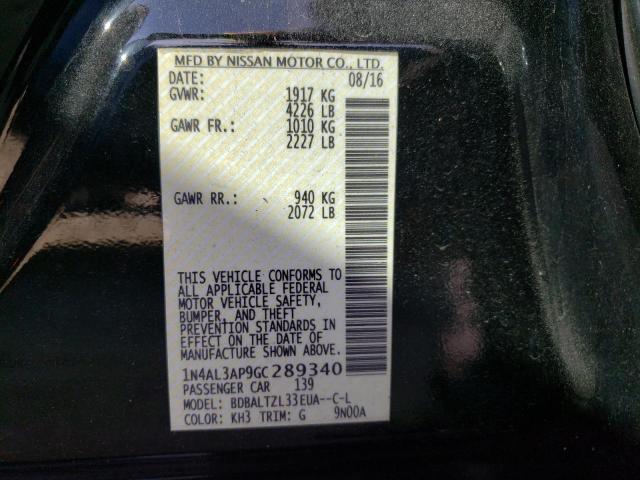 MFD BY NISSAN MOTOR CO., LTD.
DATE: 08/16
GVWR: 1917 KG
4226 LB
GAWR FR.: 1010 KG
2227 LB
GAWR RR.: 940 KG
2072 LB
THIS VEHICLE CONFORMS TO
ALL APPLICABLE FEDERAL
MOTOR VEHICLE SAFETY,
BUMPER, AND THEFT
PREVENTION STANDARDS IN
EFFECT ON THE DATE OF
MANUFACTURE SHOWN ABOVE.
1N4AL3AP9GC289340
PASSENGER CAR 139
MODEL: BDBALTZL33EUA--C-L
COLOR: KH3 TRIM: G 9N00A